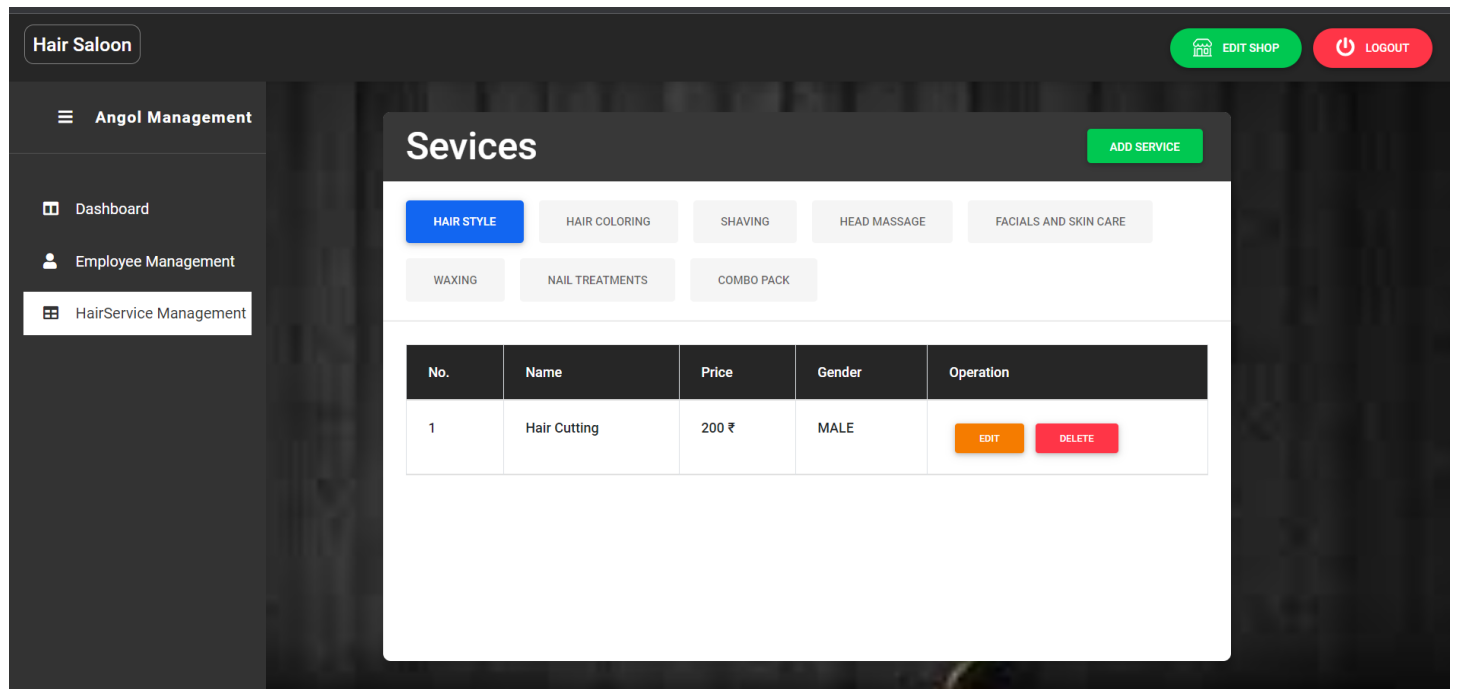 Hair Saloon
EDIT SHOP
LOGOUT
Angol Management
Dashboard
Employee Management
HairService Management
Sevices
ADD SERVICE
HAIR STYLE HAIR COLORING SHAVING HEAD MASSAGE FACIALS AND SKIN CARE
WAXING NAIL TREATMENTS COMBO PACK
No. Name Price Gender Operation
1 Hair Cutting 200 ₹ MALE EDIT DELETE